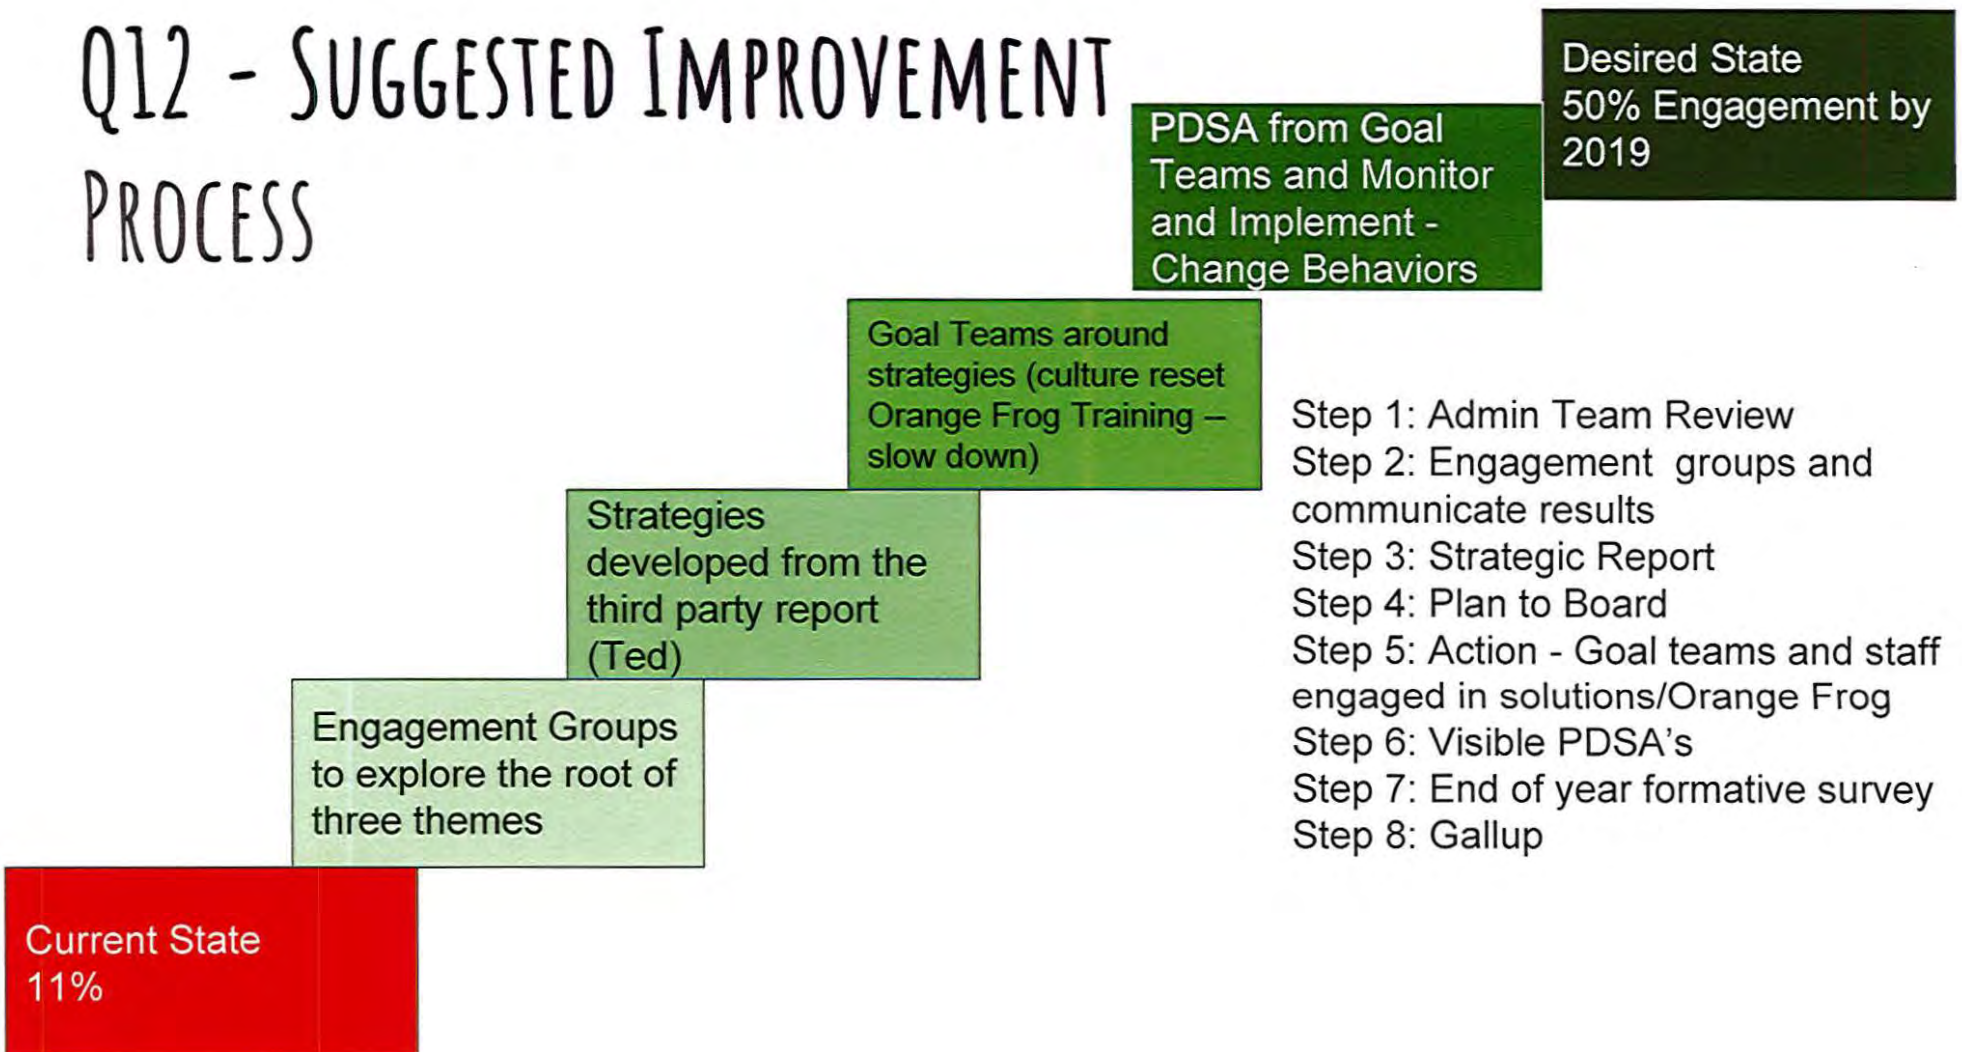 Q12 - SUGGESTED IMPROVEMENT
PROCESS
Desired State
50% Engagement by
2019
PDSA from Goal
Teams and Monitor
and Implement -
Change Behaviors
Goal Teams around
strategies (culture reset
Orange Frog Training –
slow down)
Strategies
developed from the
third party report
(Ted)
Engagement Groups
to explore the root of
three themes
Current State
11%
Step 1: Admin Team Review
Step 2: Engagement groups and
communicate results
Step 3: Strategic Report
Step 4: Plan to Board
Step 5: Action - Goal teams and staff
engaged in solutions/Orange Frog
Step 6: Visible PDSA's
Step 7: End of year formative survey
Step 8: Gallup